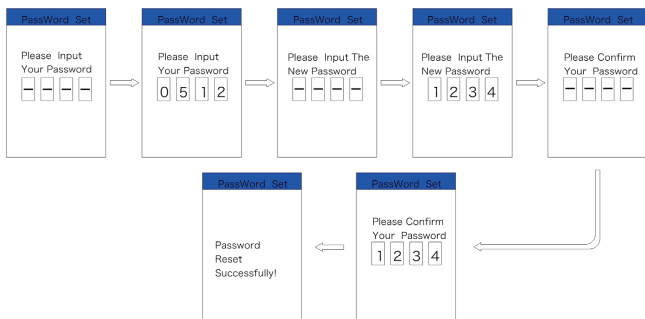 PassWord Set
Please Input
Your Password
– – – –
PassWord Set
Please Input
Your Password
0 5 1 2
PassWord Set
Please Input The
New Password
– – – –
PassWord Set
Please Input The
New Password
1 2 3 4
PassWord Set
Please Confirm
Your Password
– – – –
PassWord Set
Please Confirm
Your Password
1 2 3 4
PassWord Set
Password
Reset
Successfully!